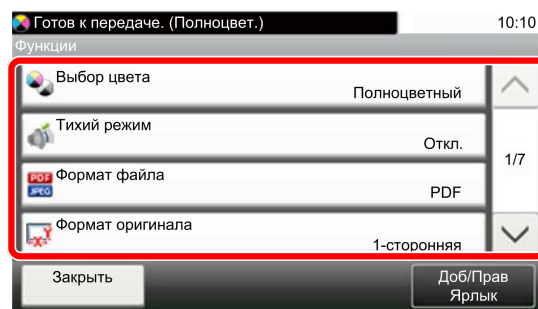 Готов к передаче. (Полноцвет.) 10:10
Функции
Выбор цвета
Полноцветный
Тихий режим
Откл.
1/7
PDF
JPEG
Формат файла
PDF
Формат оригинала
1-сторонняя
Закрыть
Доб/Прав
Ярлык